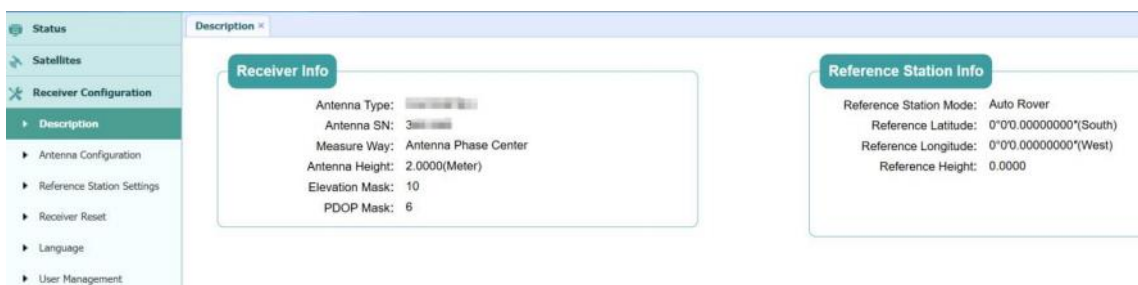 Status
Satellites
Receiver Configuration
Description
Antenna Configuration
Reference Station Settings
Receiver Reset
Language
User Management
Description ×
Receiver Info
Antenna Type:
Antenna SN: 3
Measure Way: Antenna Phase Center
Antenna Height: 2.0000(Meter)
Elevation Mask: 10
PDOP Mask: 6
Reference Station Info
Reference Station Mode: Auto Rover
Reference Latitude: 0°0'0.00000000"(South)
Reference Longitude: 0°0'0.00000000"(West)
Reference Height: 0.0000